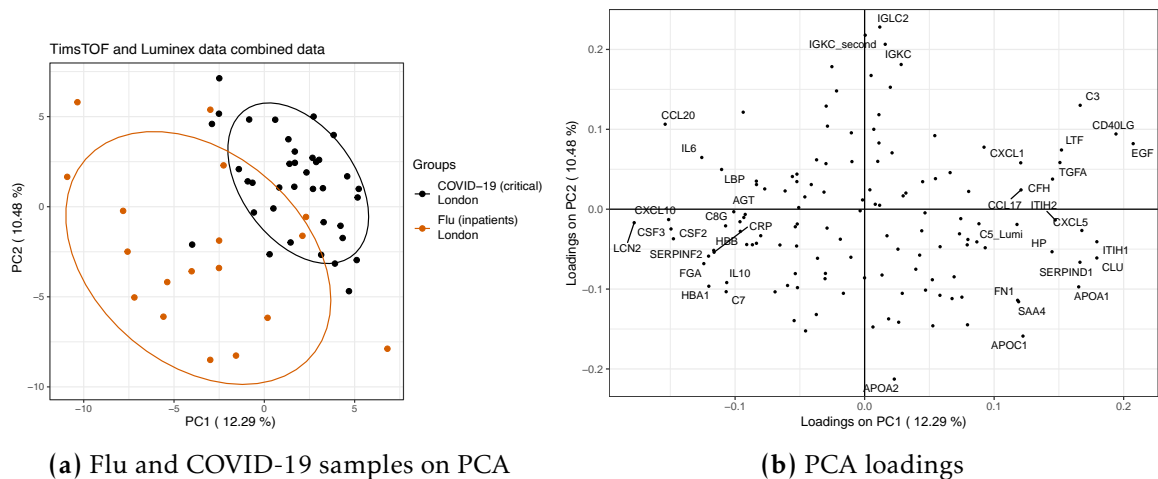 TimsTOF and Luminex data combined data
PC2 ( 10.48 %)
5
0
−5
−10
−10
−5
0
5
PC1 ( 12.29 %)
Groups
COVID-19 (critical)
London
Flu (inpatients)
London
(a) Flu and COVID-19 samples on PCA
Loadings on PC2 ( 10.48 %)
0.2
0.1
0.0
−0.1
−0.2
IGLC2
IGKC_second
IGKC
C3
CCL20
CD40LG
LTF
EGF
IL6
CXCL1
TGFA
LBP
CFH
AGT
CCL17
ITIH2
CXCL10
C8G
CXCL5
CSF3
CSF2
CRP
C5_Lumi
LCN2
HBB
HP
ITIH1
SERPINF2
CLU
FGA
IL10
SERPIND1
HBA1
C7
FN1
APOA1
SAA4
APOC1
APOA2
−0.1
0.0
0.1
0.2
Loadings on PC1 ( 12.29 %)
(b) PCA loadings